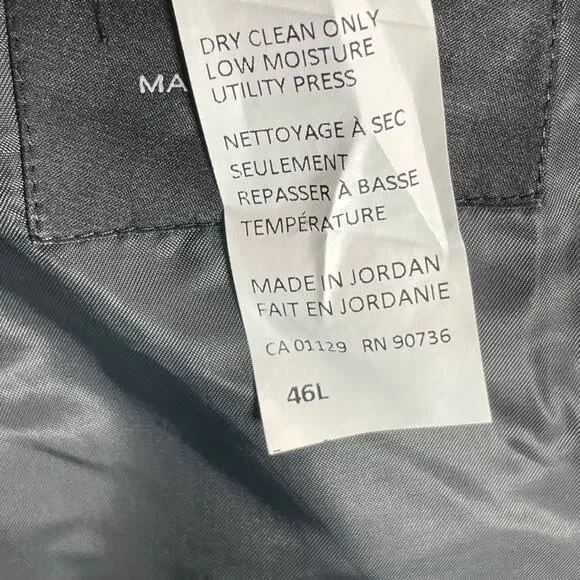 DRY CLEAN ONLY
LOW MOISTURE
UTILITY PRESS
NETTOYAGE À SEC
SEULEMENT
REPASSER À BASSE
TEMPÉRATURE
MADE IN JORDAN
FAIT EN JORDANIE
CA 01129 RN 90736
46L
MA